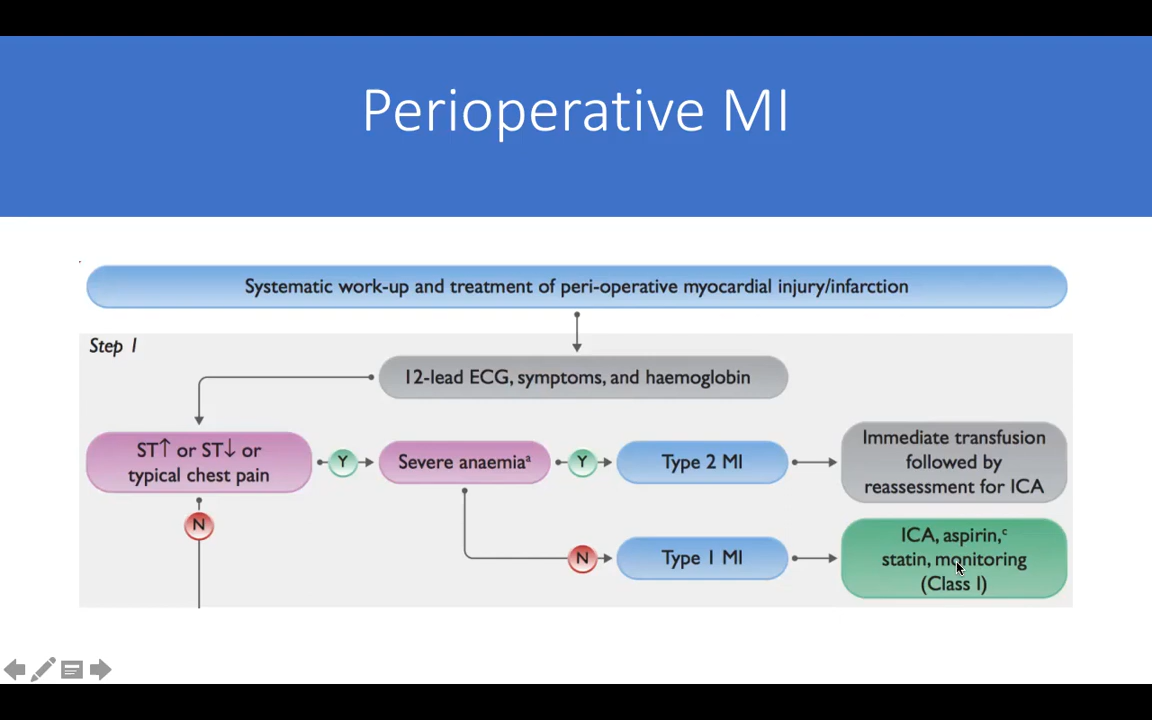 Perioperative MI
Systematic work-up and treatment of peri-operative myocardial injury/infarction
Step 1
12-lead ECG, symptoms, and haemoglobin
ST↑ or ST↓ or
typical chest pain
Y
Severe anaemiaᵃ
Y
Type 2 MI
Immediate transfusion
followed by
reassessment for ICA
N
N
Type 1 MI
ICA, aspirin,ᶜ
statin, monitoring
(Class I)